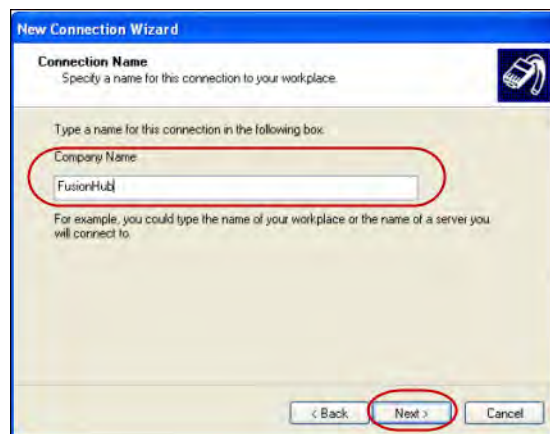 New Connection Wizard
Connection Name
Specify a name for this connection to your workplace.
Type a name for this connection in the following box.
Company Name
FusionHub
For example, you could type the name of your workplace or the name of a server you
will connect to.
< Back
Next >
Cancel